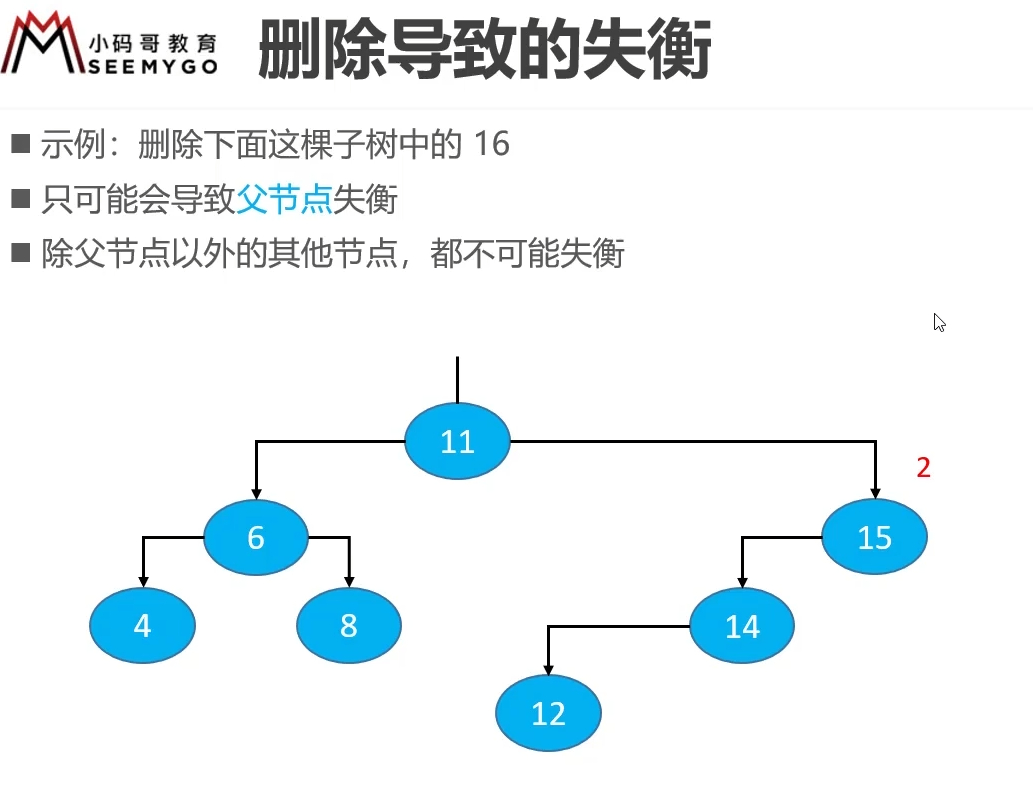 小码哥教育
SEEMYGO
删除导致的失衡
示例：删除下面这棵子树中的 16
只可能会导致父节点失衡
除父节点以外的其他节点，都不可能失衡
11
2
6
15
4
8
14
12